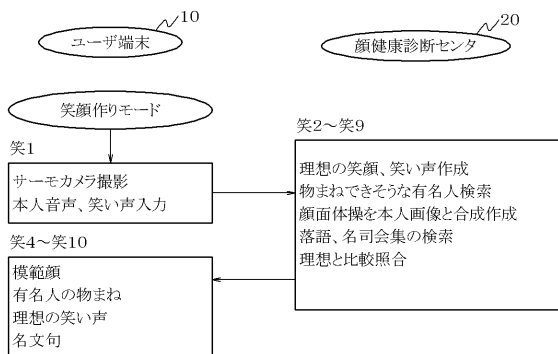 10
ユーザ端末
20
顔健康診断センタ
笑顔作りモード
笑1
サーモカメラ撮影
本人音声、笑い声入力
笑2～笑9
理想の笑顔、笑い声作成
物まねできそうな有名人検索
顔面体操を本人画像と合成作成
落語、名司会集の検索
理想と比較照合
笑4～笑10
模範顔
有名人の物まね
理想の笑い声
名文句